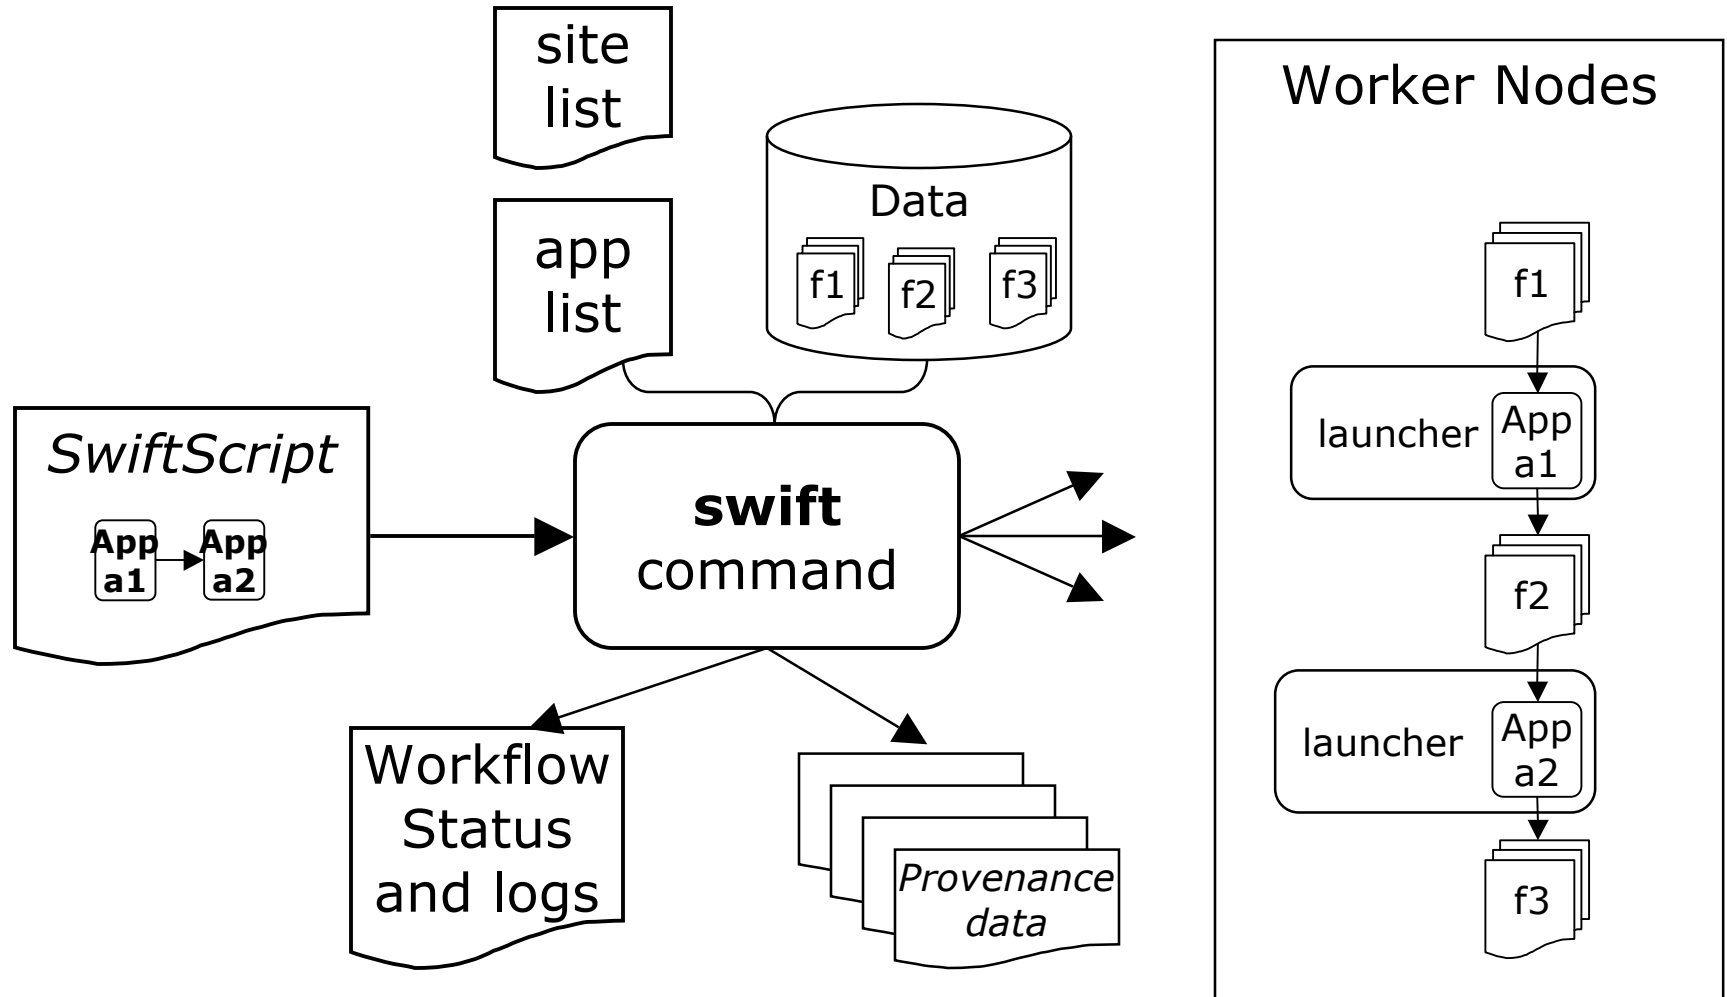 site
list
app
list
Data
f1
f2
f3
SwiftScript
App
a1
App
a2
swift
command
Workflow
Status
and logs
Provenance
data
Worker Nodes
f1
launcher
App
a1
f2
launcher
App
a2
f3